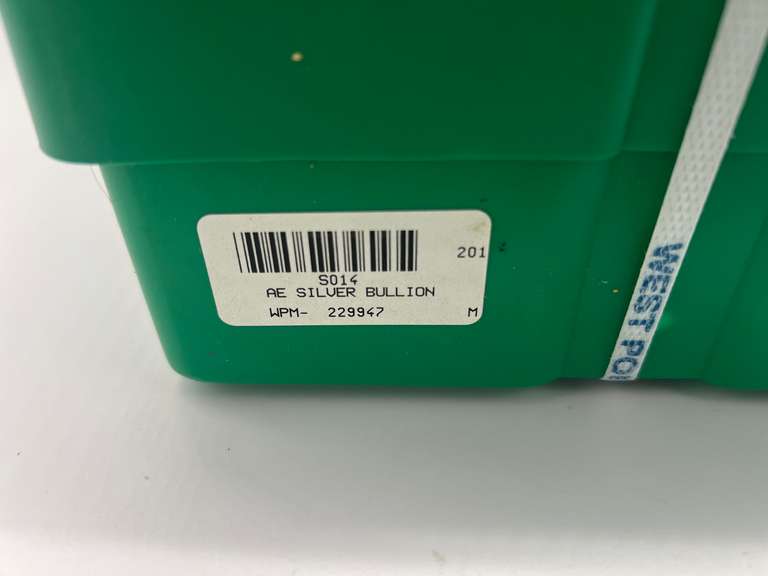 201
S014
AE SILVER BULLION
WPM- 229947 M
WEST PO